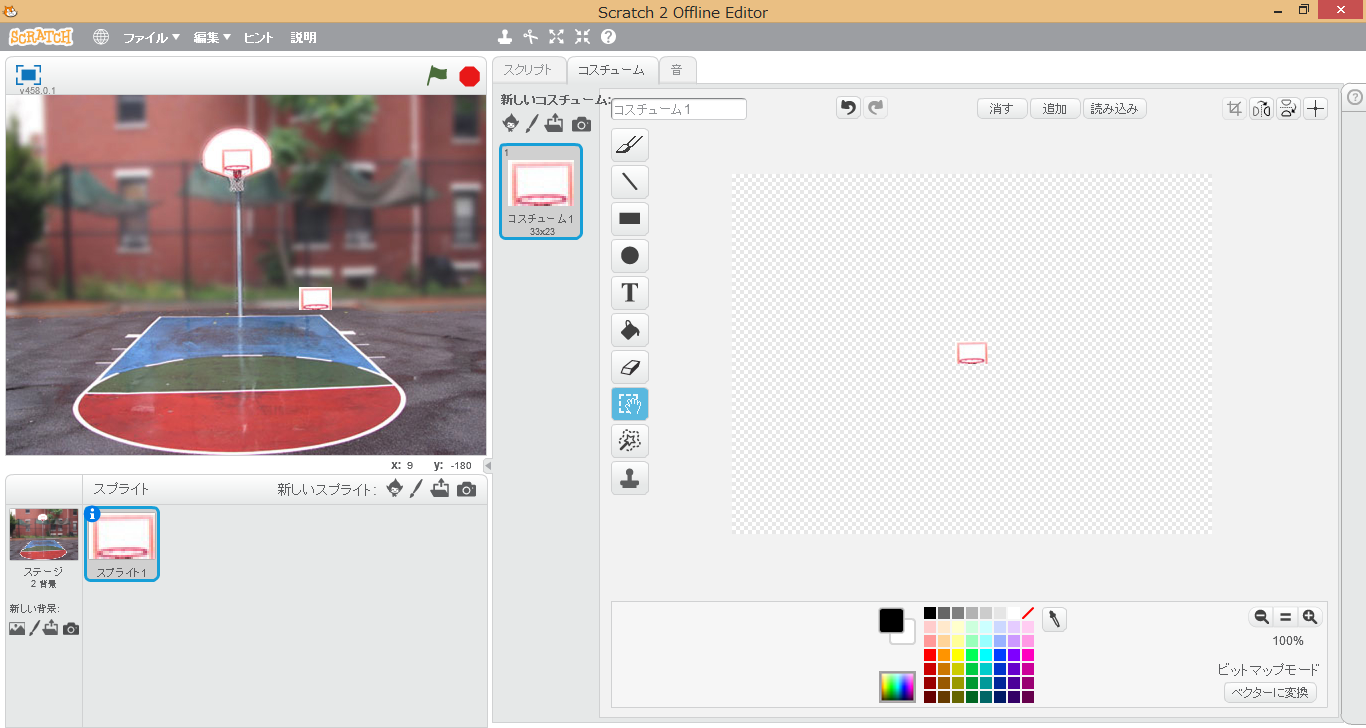 Scratch 2 Offline Editor
SCRATCH
ファイル
編集
ヒント
説明
v458.0.1
スクリプト
コスチューム
音
新しいコスチューム:
コスチューム1
消す
追加
読み込み
1
コスチューム1
33x23
T
x: 9 y: -180
スプライト
新しいスプライト:
ステージ
2 背景
新しい背景:
スプライト1
100%
ビットマップモード
ベクターに変換